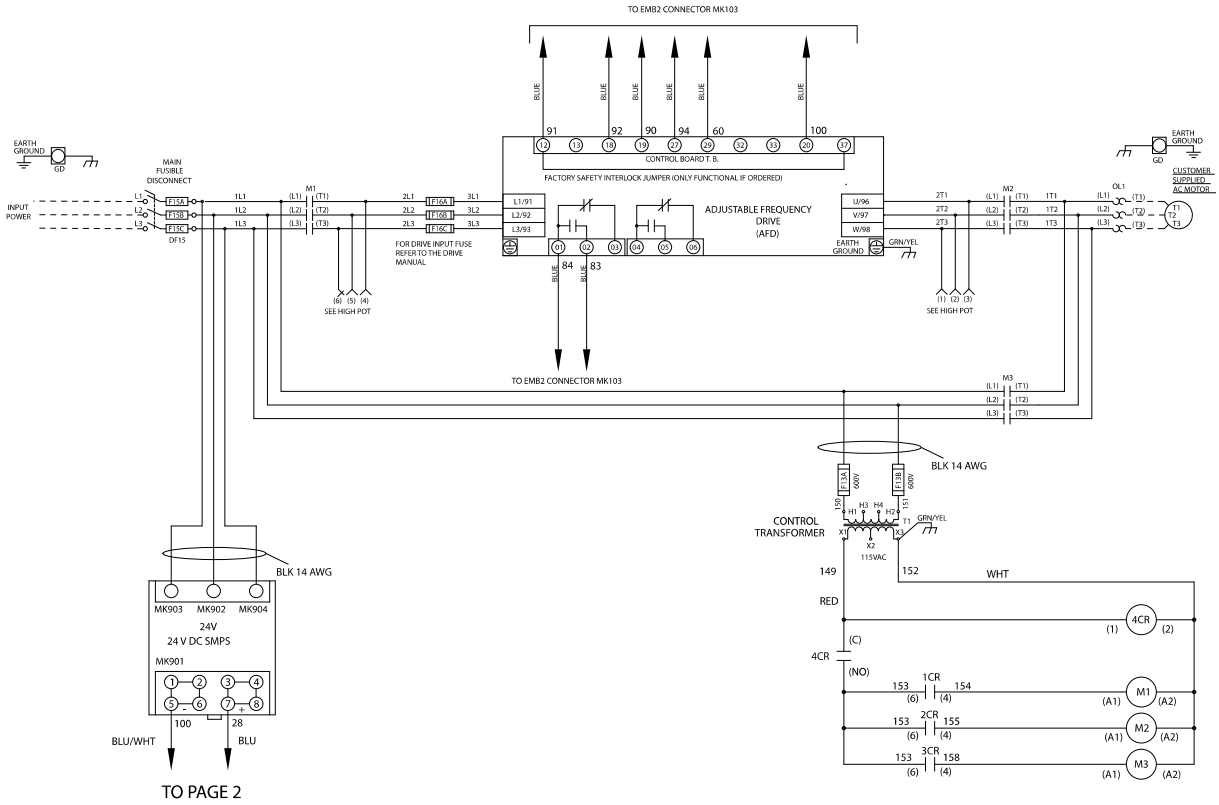 TO EMB2 CONNECTOR MK103
BLUE BLUE BLUE BLUE BLUE BLUE
91 92 90 94 60 100
12 13 18 19 27 29 32 33 20 37
CONTROL BOARD T. B.
FACTORY SAFETY INTERLOCK JUMPER (ONLY FUNCTIONAL IF ORDERED)
EARTH
GROUND
GD
MAIN
FUSIBLE
DISCONNECT
INPUT
POWER
L1 F15A 1L1 (L1) M1 (T1) 2L1 F16A 3L1 L1/91
L2 F15B 1L2 (L2) (T2) 2L2 F16B 3L2 L2/92
L3 F15C 1L3 (L3) (T3) 2L3 F16C 3L3 L3/93
DF15
FOR DRIVE INPUT FUSE
REFER TO THE DRIVE
MANUAL
(6) (5) (4)
SEE HIGH POT
01 02 03 04 05 06
84 83
BLUE BLUE
TO EMB2 CONNECTOR MK103
ADJUSTABLE FREQUENCY
DRIVE
(AFD)
EARTH
GROUND
GRN/YEL
U/96 2T1 (L1) M2 (T1) 1T1 (L1) OL1 (T1)
V/97 2T2 (L2) (T2) 1T2 (L2) (T2)
W/98 2T3 (L3) (T3) 1T3 (L3) (T3)
(1) (2) (3)
SEE HIGH POT
EARTH
GROUND
GD
CUSTOMER
SUPPLIED
AC MOTOR
T1
T2
T3
M3
(L1) (T1)
(L2) (T2)
(L3) (T3)
BLK 14 AWG
F13A 600V F13B 600V
150 151
H1 H3 H4 H2
CONTROL
TRANSFORMER
T1
GRN/YEL
X1 X2 X3
115VAC
149 152
WHT
RED
(1) 4CR (2)
(C)
4CR
(NO)
1CR
153 154
(6) (4)
(A1) M1 (A2)
2CR
153 155
(6) (4)
(A1) M2 (A2)
3CR
153 158
(6) (4)
(A1) M3 (A2)
BLK 14 AWG
MK903 MK902 MK904
24V
24 V DC SMPS
MK901
1 2 3 4
5 6 7 8
- +
100 28
BLU/WHT BLU
TO PAGE 2